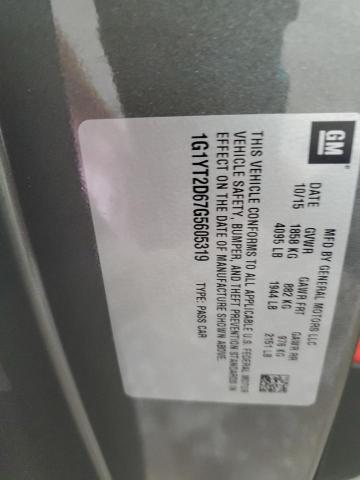 GM
MFD BY GENERAL MOTORS LLC
DATE GVWR GAWR FRT GAWR RR
10/15 1858 KG 882 KG 976 KG
4095 LB 1944 LB 2151 LB
THIS VEHICLE CONFORMS TO ALL APPLICABLE U.S. FEDERAL MOTOR
VEHICLE SAFETY, BUMPER, AND THEFT PREVENTION STANDARDS IN
EFFECT ON THE DATE OF MANUFACTURE SHOWN ABOVE.
1G1YT2D67G5605319 TYPE: PASS CAR